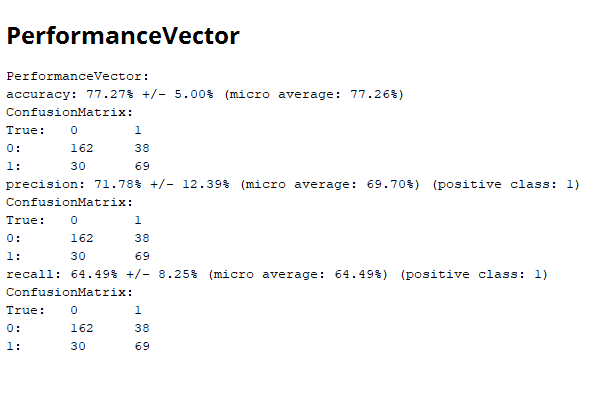 PerformanceVector
PerformanceVector:
accuracy: 77.27% +/- 5.00% (micro average: 77.26%)
ConfusionMatrix:
True: 0 1
0: 162 38
1: 30 69
precision: 71.78% +/- 12.39% (micro average: 69.70%) (positive class: 1)
ConfusionMatrix:
True: 0 1
0: 162 38
1: 30 69
recall: 64.49% +/- 8.25% (micro average: 64.49%) (positive class: 1)
ConfusionMatrix:
True: 0 1
0: 162 38
1: 30 69